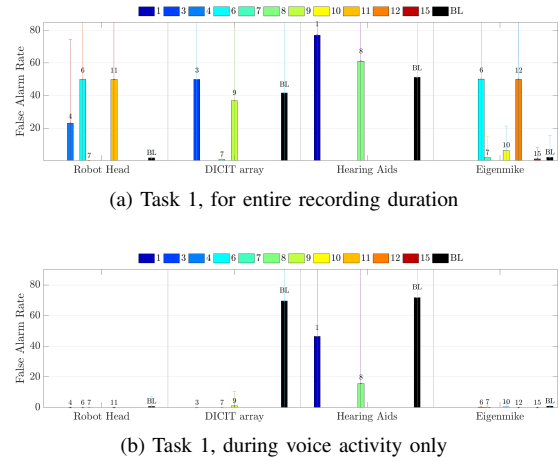 1 3 4 6 7 8 9 10 11 12 15 BL
False Alarm Rate
80
60
40
20
4 6 7 11 BL
3 7 9 BL
1 8 BL
6 7 10 12 15 BL
Robot Head DICIT array Hearing Aids Eigenmike
(a) Task 1, for entire recording duration
1 3 4 6 7 8 9 10 11 12 15 BL
False Alarm Rate
80
60
40
20
0
4 6 7 11 BL
3 7 9 BL
1 8 BL
6 7 10 12 15 BL
Robot Head DICIT array Hearing Aids Eigenmike
(b) Task 1, during voice activity only